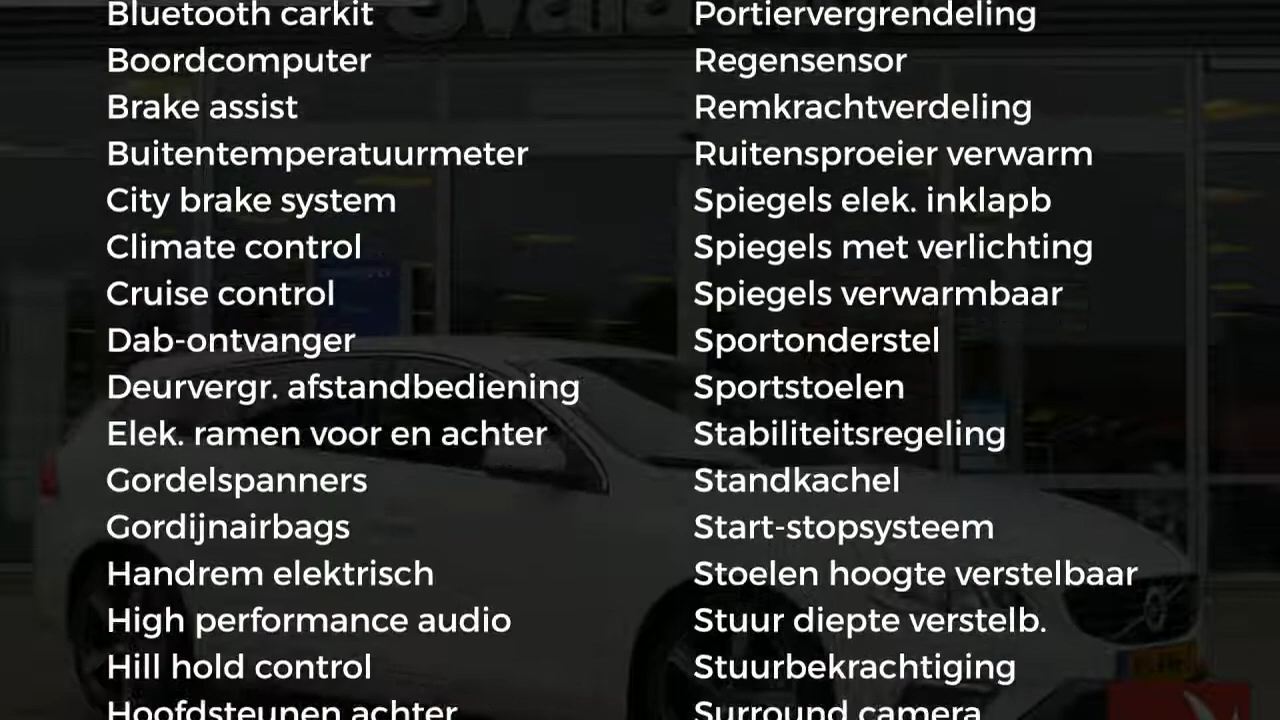 Bluetooth carkit
Boordcomputer
Brake assist
Buitentemperatuurmeter
City brake system
Climate control
Cruise control
Dab-ontvanger
Deurvergr. afstandbediening
Elek. ramen voor en achter
Gordelspanners
Gordijnairbags
Handrem elektrisch
High performance audio
Hill hold control
Hoofdsteunen achter
Portiervergrendeling
Regensensor
Remkrachtverdeling
Ruitensproeier verwarm
Spiegels elek. inklapb
Spiegels met verlichting
Spiegels verwarmbaar
Sportonderstel
Sportstoelen
Stabiliteitsregeling
Standkachel
Start-stopsysteem
Stoelen hoogte verstelbaar
Stuur diepte verstelb.
Stuurbekrachtiging
Surround camera